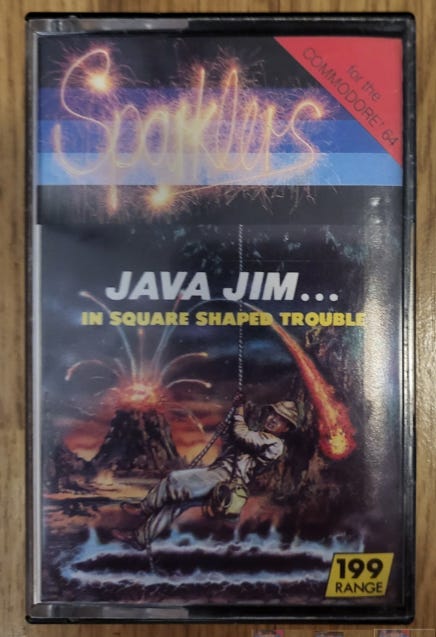 Sparklers
for the
COMMODORE 64
JAVA JIM...
IN SQUARE SHAPED TROUBLE
199
RANGE